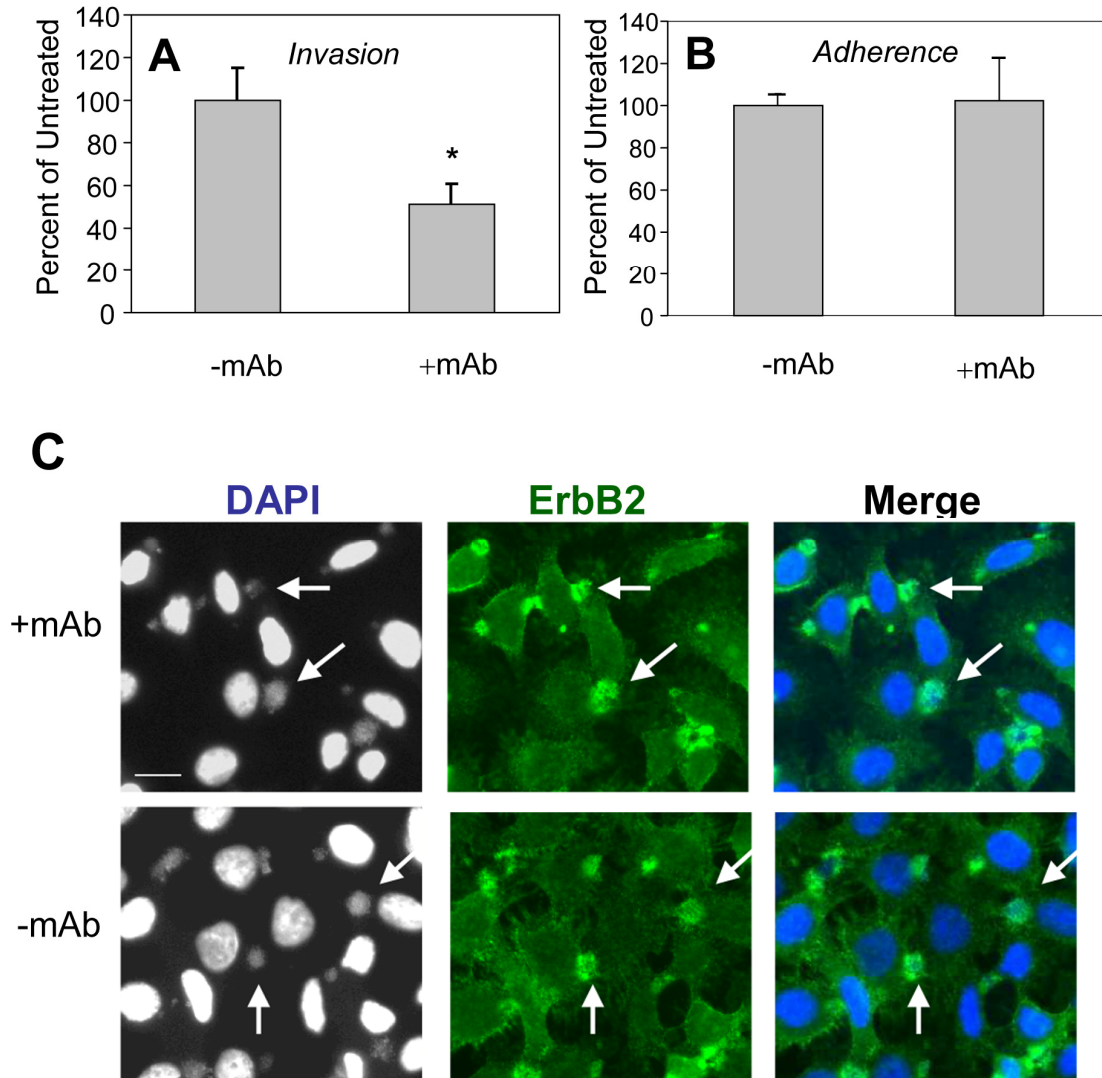 A
Invasion
Percent of Untreated
140
120
100
80
60
40
20
0
*
-mAb
+mAb
B
Adherence
Percent of Untreated
140
120
100
80
60
40
20
0
-mAb
+mAb
C
DAPI
ErbB2
Merge
+mAb
-mAb